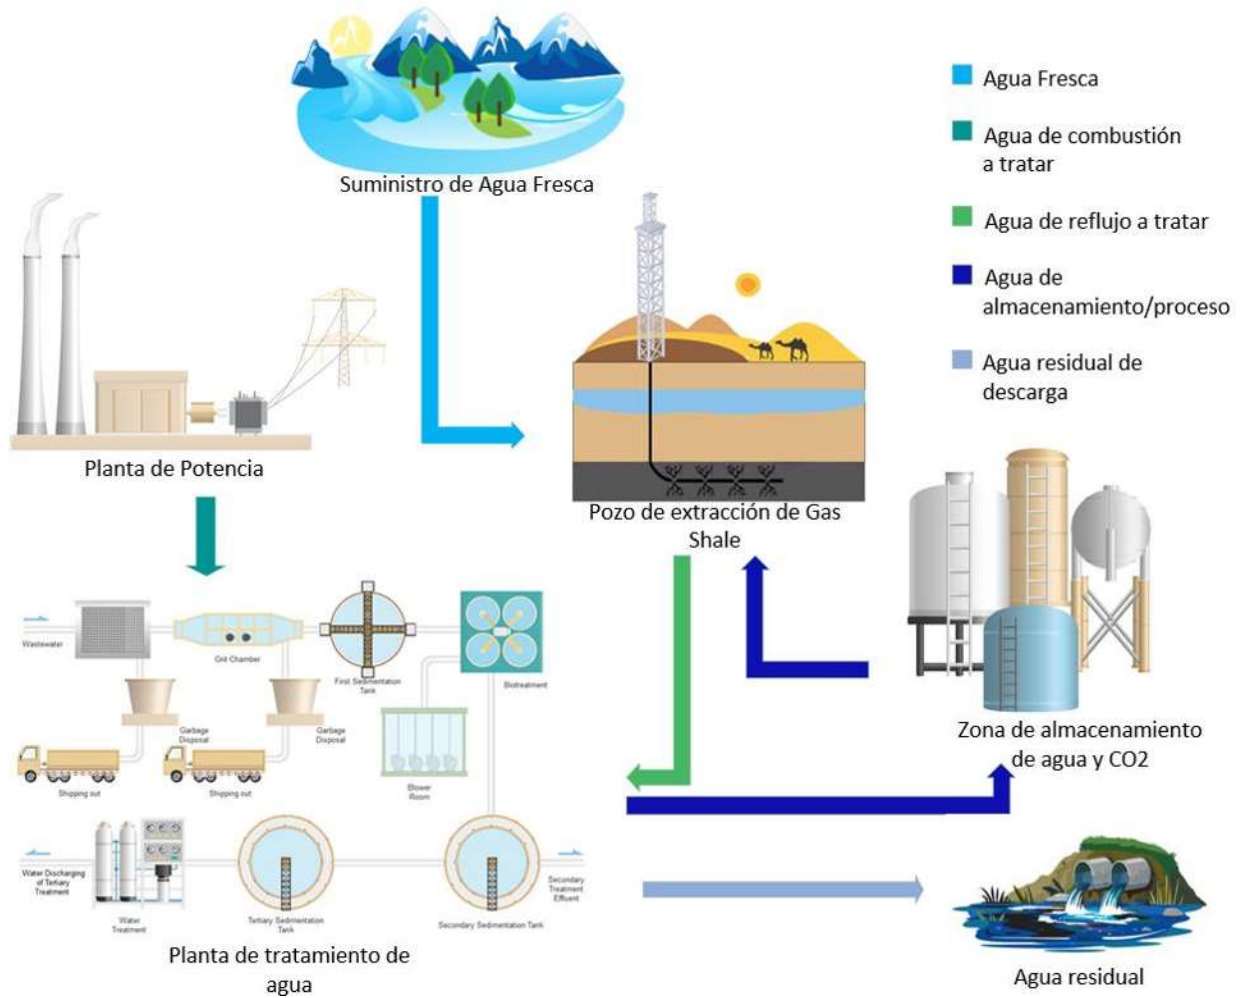 Suministro de Agua Fresca
Agua Fresca
Agua de combustión
a tratar
Agua de reflujo a tratar
Agua de
almacenamiento/proceso
Agua residual de
descarga
Planta de Potencia
Pozo de extracción de Gas
Shale
Zona de almacenamiento
de agua y CO2
Wastewater
Grit Chamber
First Sedimentation
Tank
Biotreatment
Garbage
Disposal
Garbage
Disposal
Shipping out
Shipping out
Blower
Room
Water Discharging
of Tertiary
Treatment
Water
Treatment
Tertiary Sedimentation
Tank
Secondary Sedimentation Tank
Secondary
Treatment
Effluent
Planta de tratamiento de
agua
Agua residual